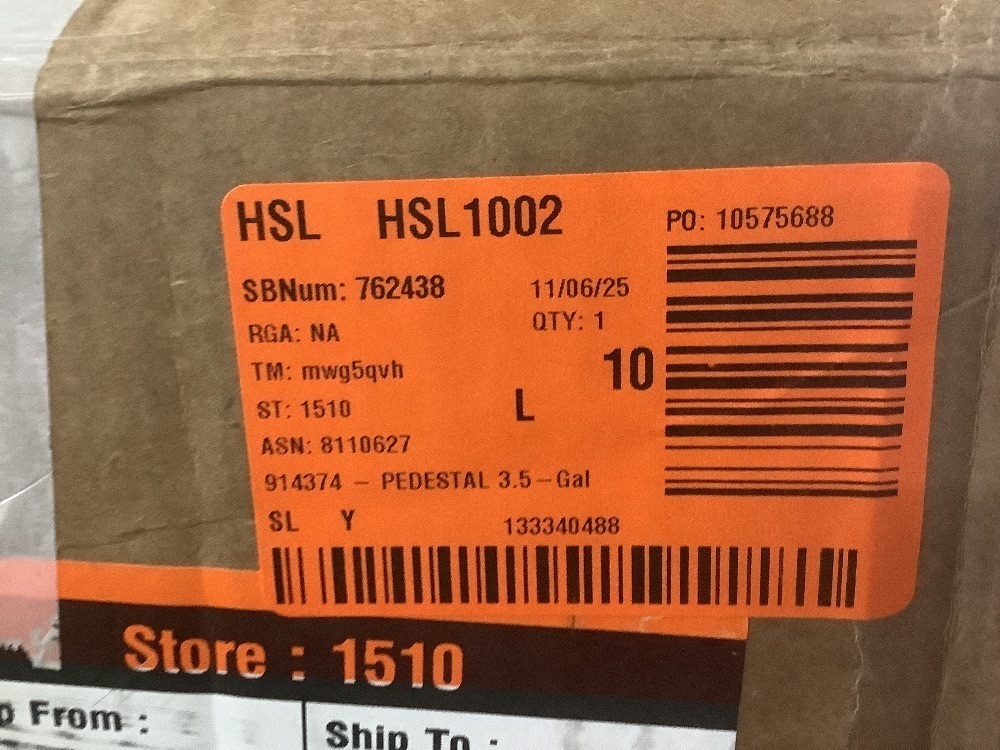 HSL HSL1002
PO: 10575688
SBNum: 762438 11/06/25
RGA: NA QTY: 1
TM: mwg5qvh 10
ST: 1510 L
ASN: 8110627
914374 – PEDESTAL 3.5–Gal
SL Y 133340488
Store : 1510
From :
Ship To :